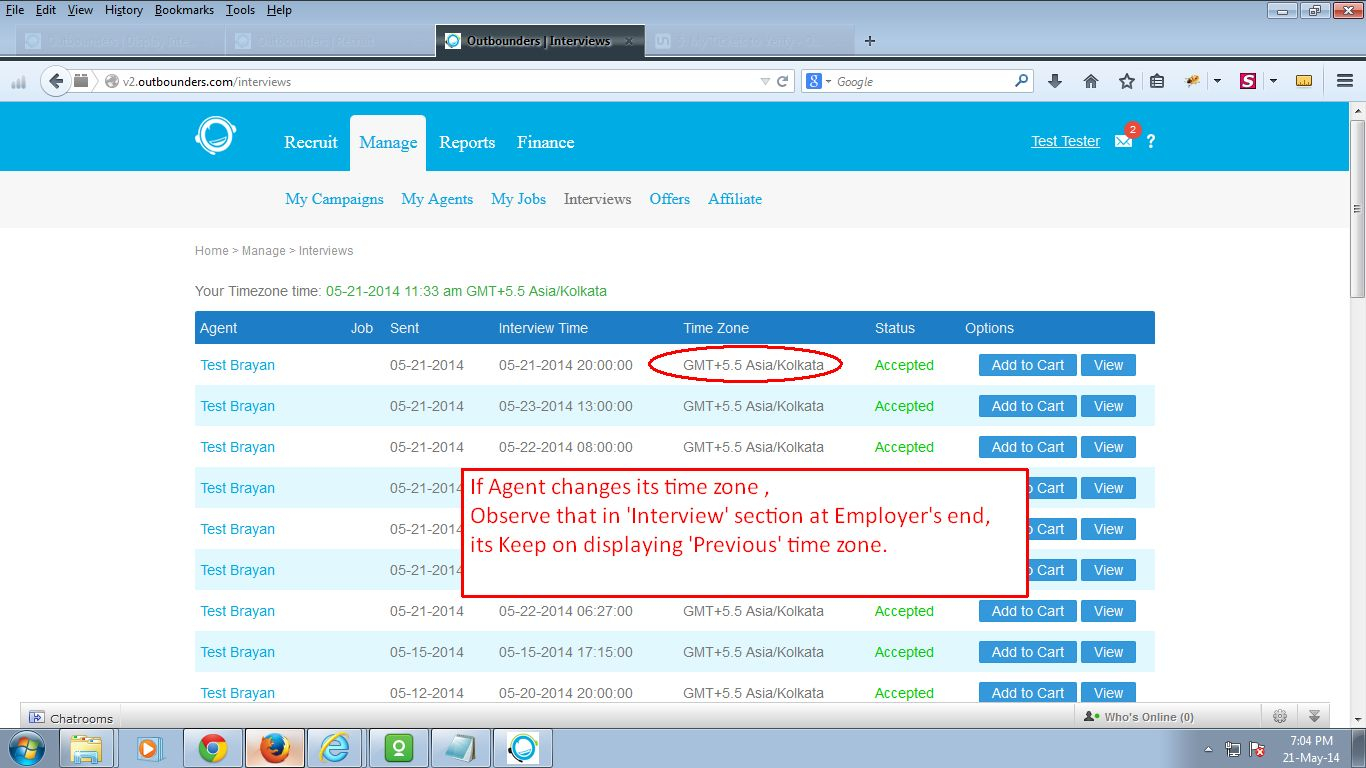 File Edit View History Bookmarks Tools Help
Outbounders | Interviews
v2.outbounders.com/interviews
Google
Recruit Manage Reports Finance
Test Tester 2 ?
My Campaigns My Agents My Jobs Interviews Offers Affiliate
Home > Manage > Interviews
Your Timezone time: 05-21-2014 11:33 am GMT+5.5 Asia/Kolkata
Agent Job Sent Interview Time Time Zone Status Options
Test Brayan 05-21-2014 05-21-2014 20:00:00 GMT+5.5 Asia/Kolkata Accepted Add to Cart View
Test Brayan 05-21-2014 05-23-2014 13:00:00 GMT+5.5 Asia/Kolkata Accepted Add to Cart View
Test Brayan 05-21-2014 05-22-2014 08:00:00 GMT+5.5 Asia/Kolkata Accepted Add to Cart View
If Agent changes its time zone ,
Observe that in 'Interview' section at Employer's end,
its Keep on displaying 'Previous' time zone.
Test Brayan 05-21-2014 Cart View
Test Brayan 05-21-2014 Cart View
Test Brayan 05-21-2014 Cart View
Test Brayan 05-21-2014 05-22-2014 06:27:00 GMT+5.5 Asia/Kolkata Accepted Add to Cart View
Test Brayan 05-15-2014 05-15-2014 17:15:00 GMT+5.5 Asia/Kolkata Accepted Add to Cart View
Test Brayan 05-12-2014 05-20-2014 20:00:00 GMT+5.5 Asia/Kolkata Accepted Add to Cart View
Chatrooms Who's Online (0)
7:04 PM
21-May-14